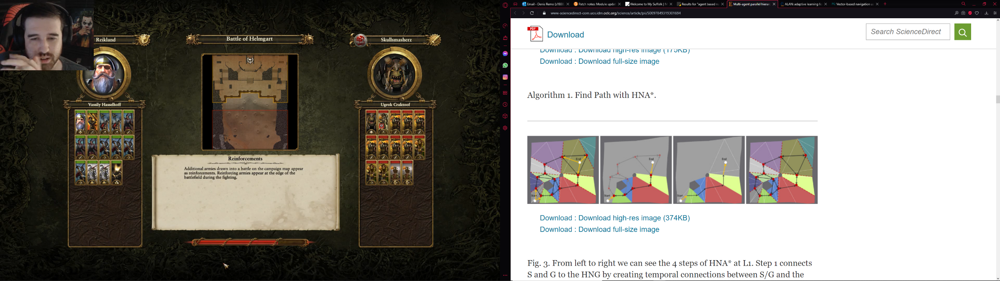 Reikland
Battle of Helmgart
Skullsmasherz
Vassily Hasselhoff
Ugrok Craktoof
Reinforcements
Additional armies drawn into a battle on the campaign map appear
as reinforcements. Reinforcing armies appear at the edge of the
battlefield during the fighting.
Email - Denis Remo (s1938
Patch notes: Module updat
Welcome to My Suffolk | M
Results for "agent based na
Multi-agent parallel hierarc
ALAN: adaptive learning fo
Vector-based navigation u
www-sciencedirect-com.uos.idm.oclc.org/science/article/pii/S0097849319301694
PDF
Download
Search ScienceDirect
Download : Download high-res image (175KB)
Download : Download full-size image
Algorithm 1. Find Path with HNA*.
End
Start
End
Start
End
Start
End
Start
Download : Download high-res image (374KB)
Download : Download full-size image
Fig. 3. From left to right we can see the 4 steps of HNA* at L1. Step 1 connects
S and G to the HNG by creating temporal connections between S/G and the